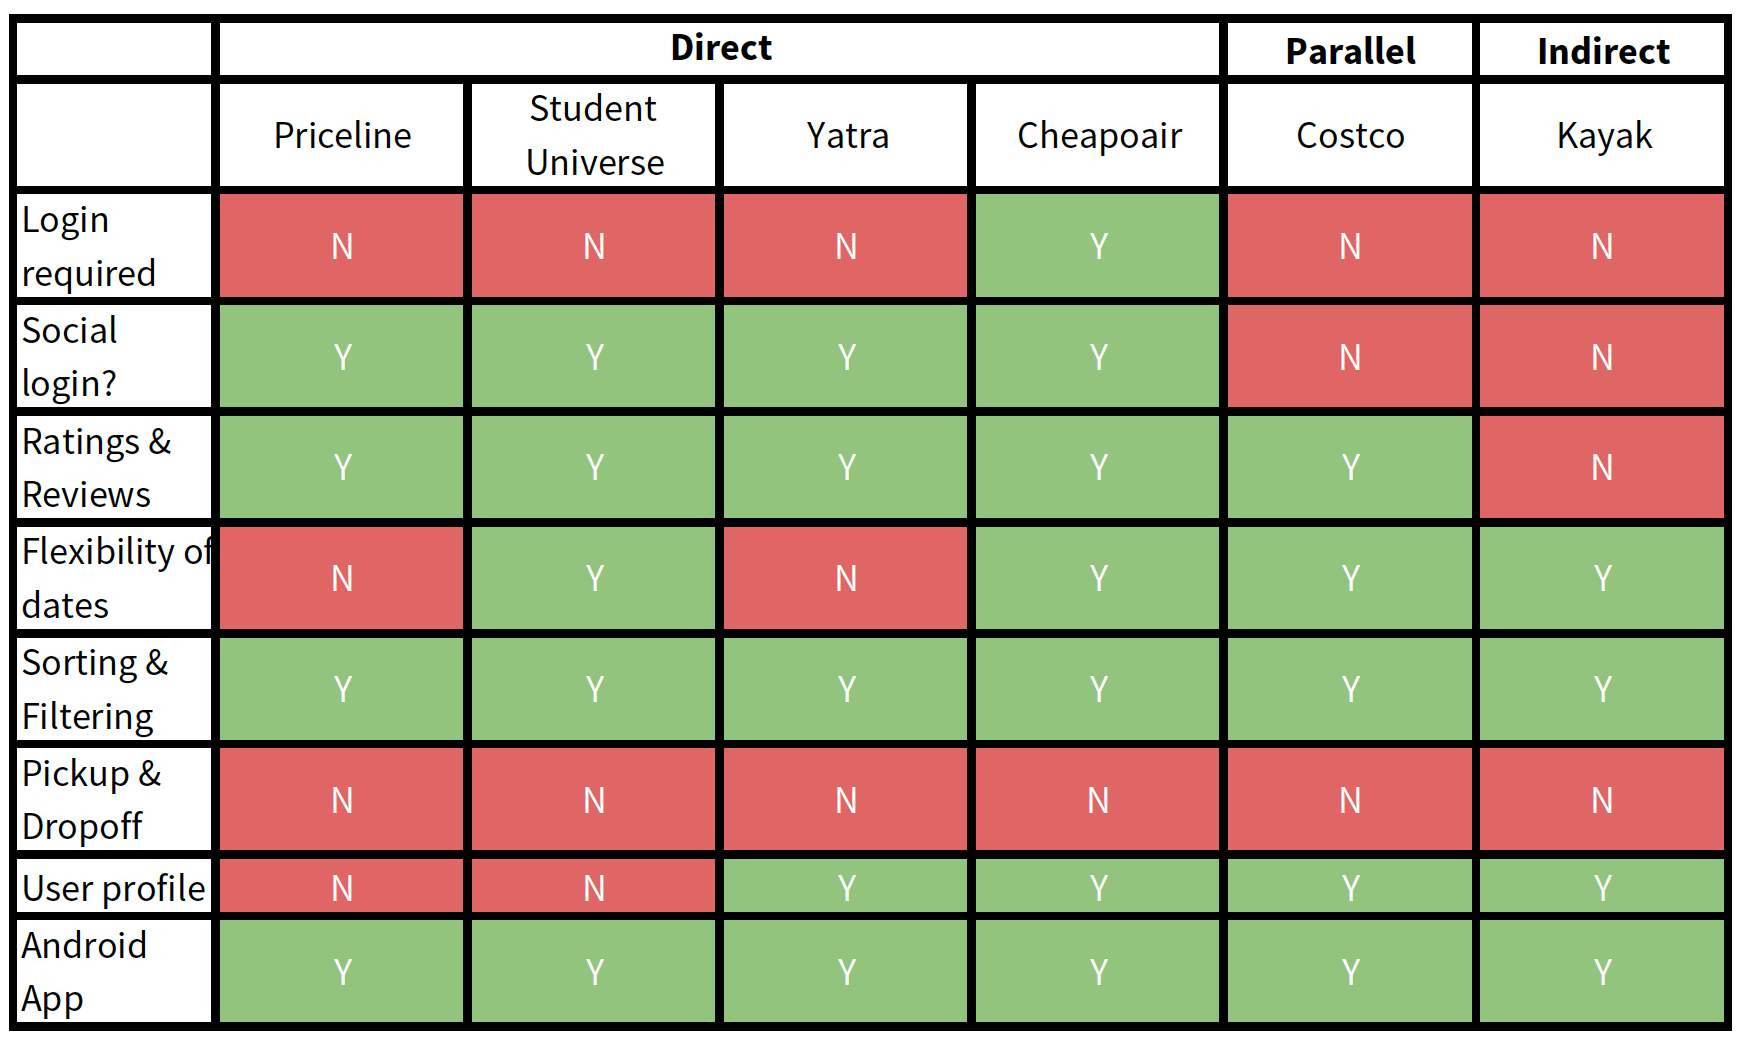 Direct Parallel Indirect
Priceline Student Universe Yatra Cheapoair Costco Kayak
Login required N N N Y N N
Social login? Y Y Y Y N N
Ratings & Reviews Y Y Y Y Y N
Flexibility of dates N Y N Y Y Y
Sorting & Filtering Y Y Y Y Y Y
Pickup & Dropoff N N N N N N
User profile N N Y Y Y Y
Android App Y Y Y Y Y Y